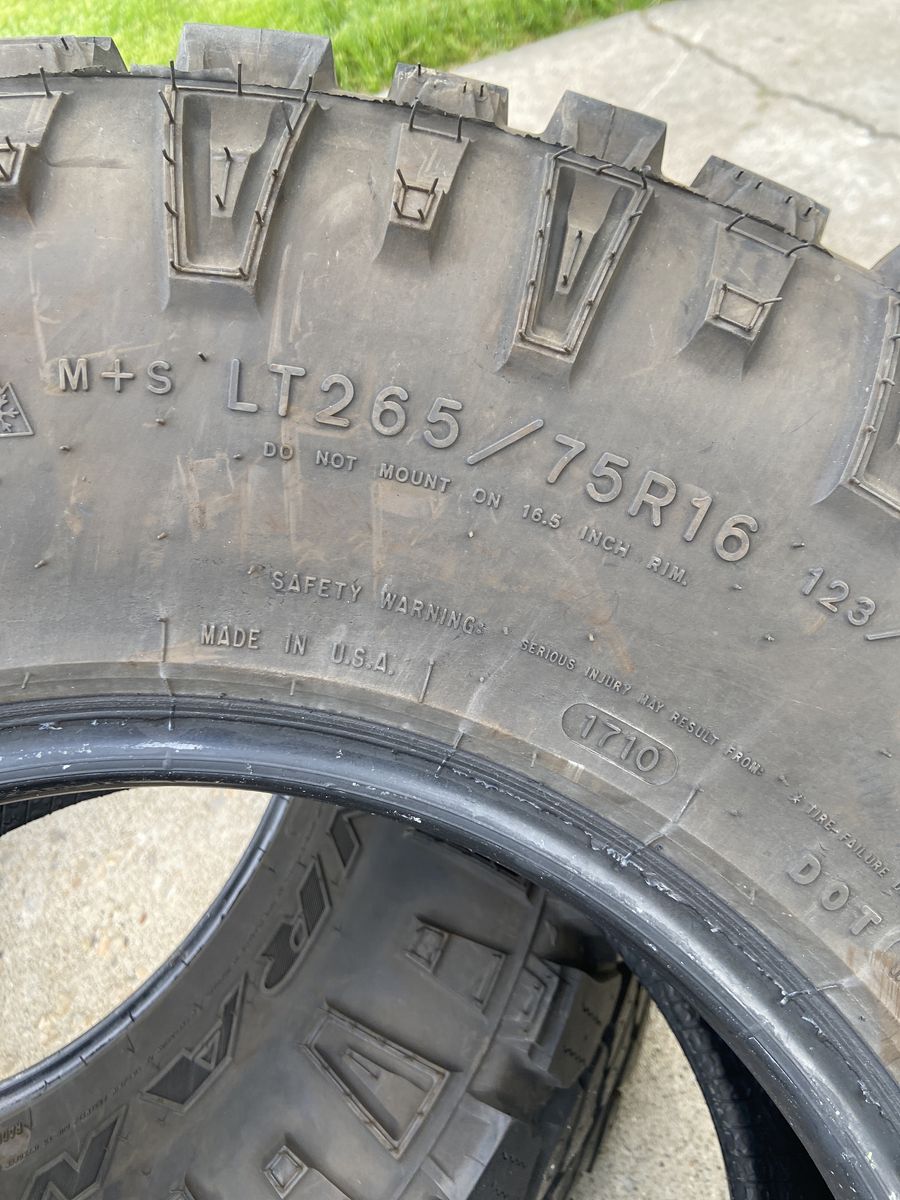 M+S LT265/75R16 123/
DO NOT MOUNT ON 16.5 INCH RIM.
SAFETY WARNING: SERIOUS INJURY MAY RESULT FROM:
* TIRE FAILURE
MADE IN U.S.A.
1710
DOT